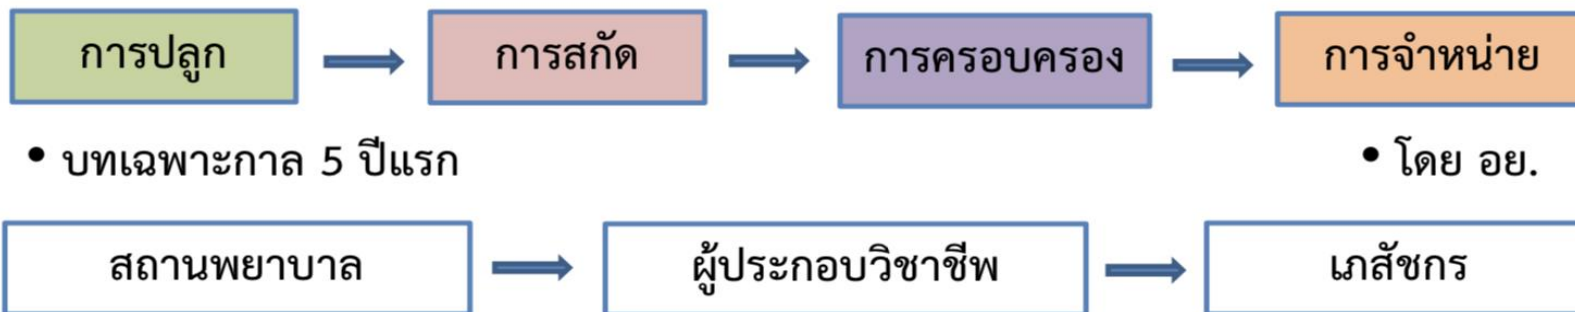 การปลูก การสกัด การครอบครอง การจำหน่าย
• บทเฉพาะกาล 5 ปีแรก • โดย อย.
สถานพยาบาล ผู้ประกอบวิชาชีพ เภสัชกร